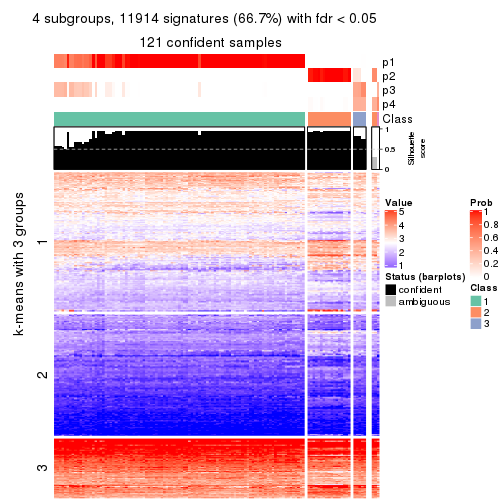 4 subgroups, 11914 signatures (66.7%) with fdr < 0.05
121 confident samples
p1
p2
p3
p4
Class
1
0.5
0
Silhouette
score
k-means with 3 groups
1
2
3
Value
5
4
3
2
1
Status (barplots)
confident
ambiguous
Prob
1
0.8
0.6
0.4
0.2
0
Class
1
2
3